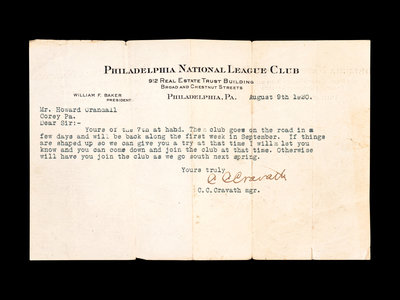 PHILADELPHIA NATIONAL LEAGUE CLUB
912 REAL ESTATE TRUST BUILDING
BROAD AND CHESTNUT STREETS
WILLIAM F. BAKER
PRESIDENT.
PHILADELPHIA, PA. August 9th 1920.
Mr. Howard Crandall
Corey Pa.
Dear Sir:-
Yours of the 7th at hand. The club goes on the road in a
few days and will be back along the first week in September. If things
are shaped up so we can give you a try at that time I will let you
know and you can come down and join the club at that time. Otherwise
will have you join the club as we go south next spring.
Yours truly
C C Cravath
C.C.Cravath mgr.